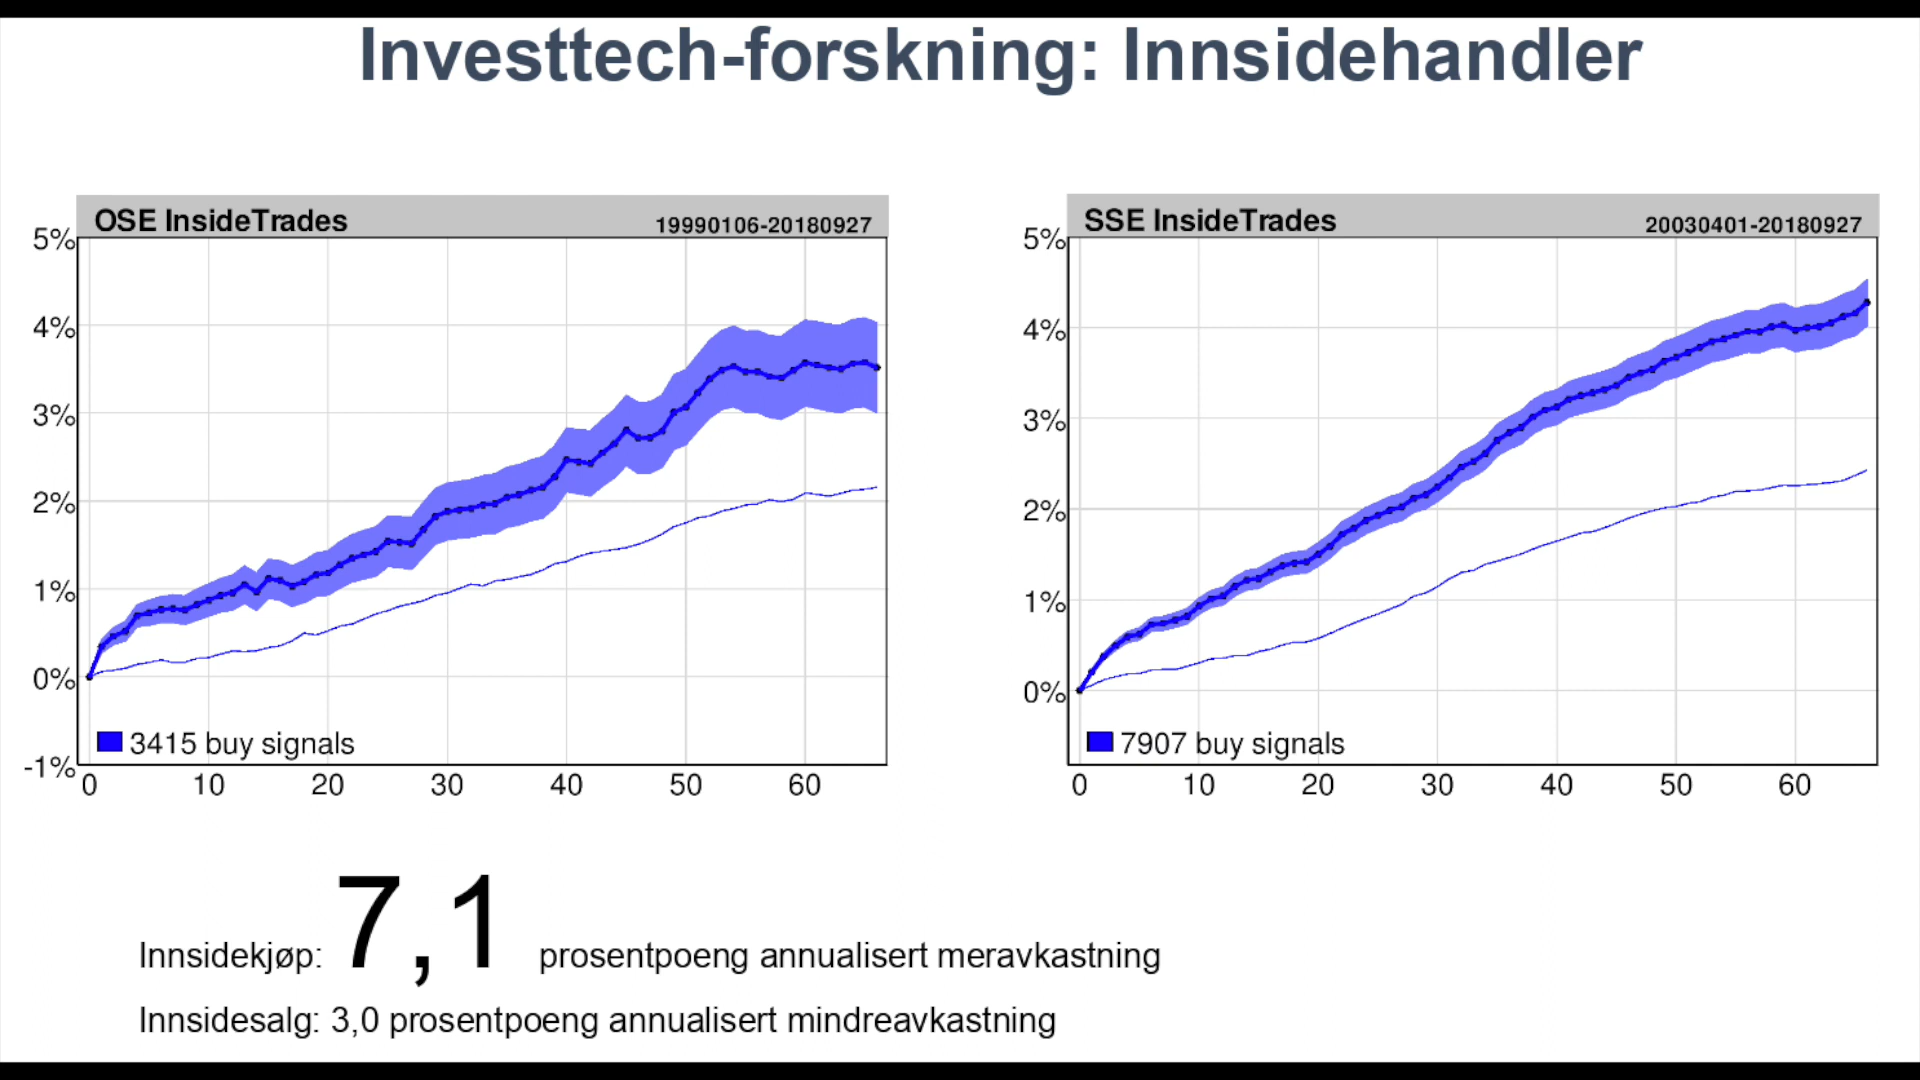 Investtech-forskning: Innsidehandler
OSE InsideTrades 19990106-20180927
5%
4%
3%
2%
1%
0%
-1%
3415 buy signals
0 10 20 30 40 50 60
SSE InsideTrades 20030401-20180927
5%
4%
3%
2%
1%
0%
7907 buy signals
0 10 20 30 40 50 60
Innsidekjøp: 7,1 prosentpoeng annualisert meravkastning
Innsidesalg: 3,0 prosentpoeng annualisert mindreavkastning